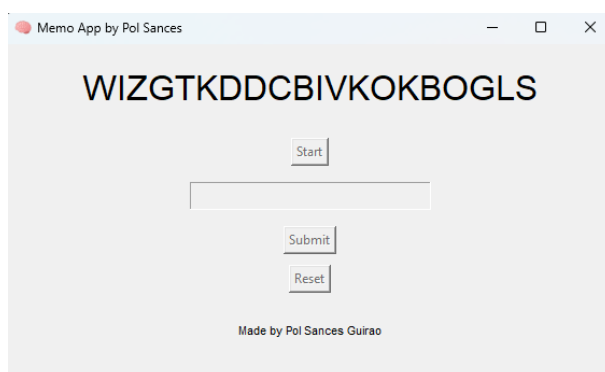 Memo App by Pol Sances
WIZGTKDDCBIVKOKBOGLS
Start
Submit
Reset
Made by Pol Sances Guirao